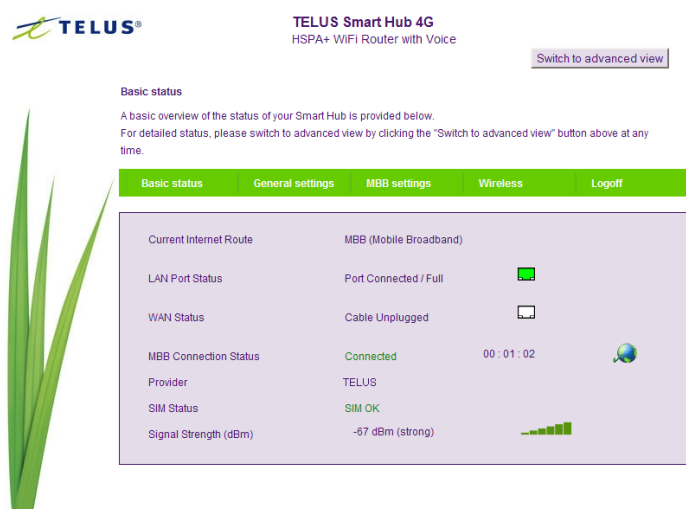 TELUS®
TELUS Smart Hub 4G
HSPA+ WiFi Router with Voice
Switch to advanced view
Basic status
A basic overview of the status of your Smart Hub is provided below.
For detailed status, please switch to advanced view by clicking the "Switch to advanced view" button above at any
time.
Basic status General settings MBB settings Wireless Logoff
Current Internet Route MBB (Mobile Broadband)
LAN Port Status Port Connected / Full
WAN Status Cable Unplugged
MBB Connection Status Connected 00 : 01 : 02
Provider TELUS
SIM Status SIM OK
Signal Strength (dBm) -67 dBm (strong)